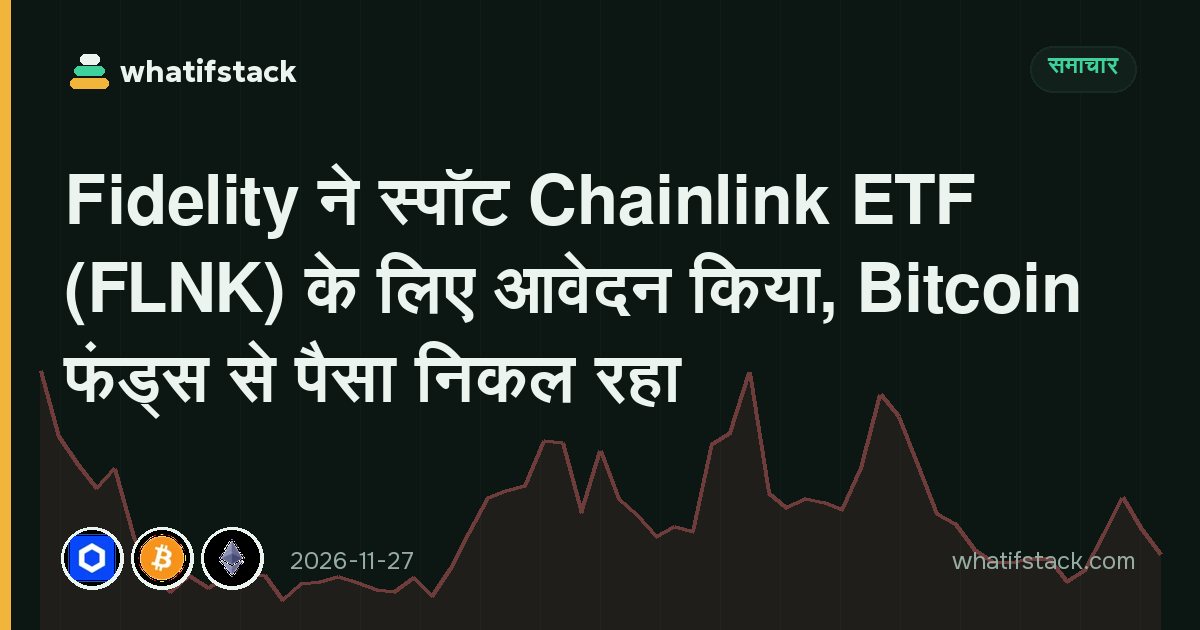 whatifstack
समाचार
Fidelity ने स्पॉट Chainlink ETF
(FLNK) के लिए आवेदन किया, Bitcoin
फंड्स से पैसा निकल रहा
2026-11-27
whatifstack.com